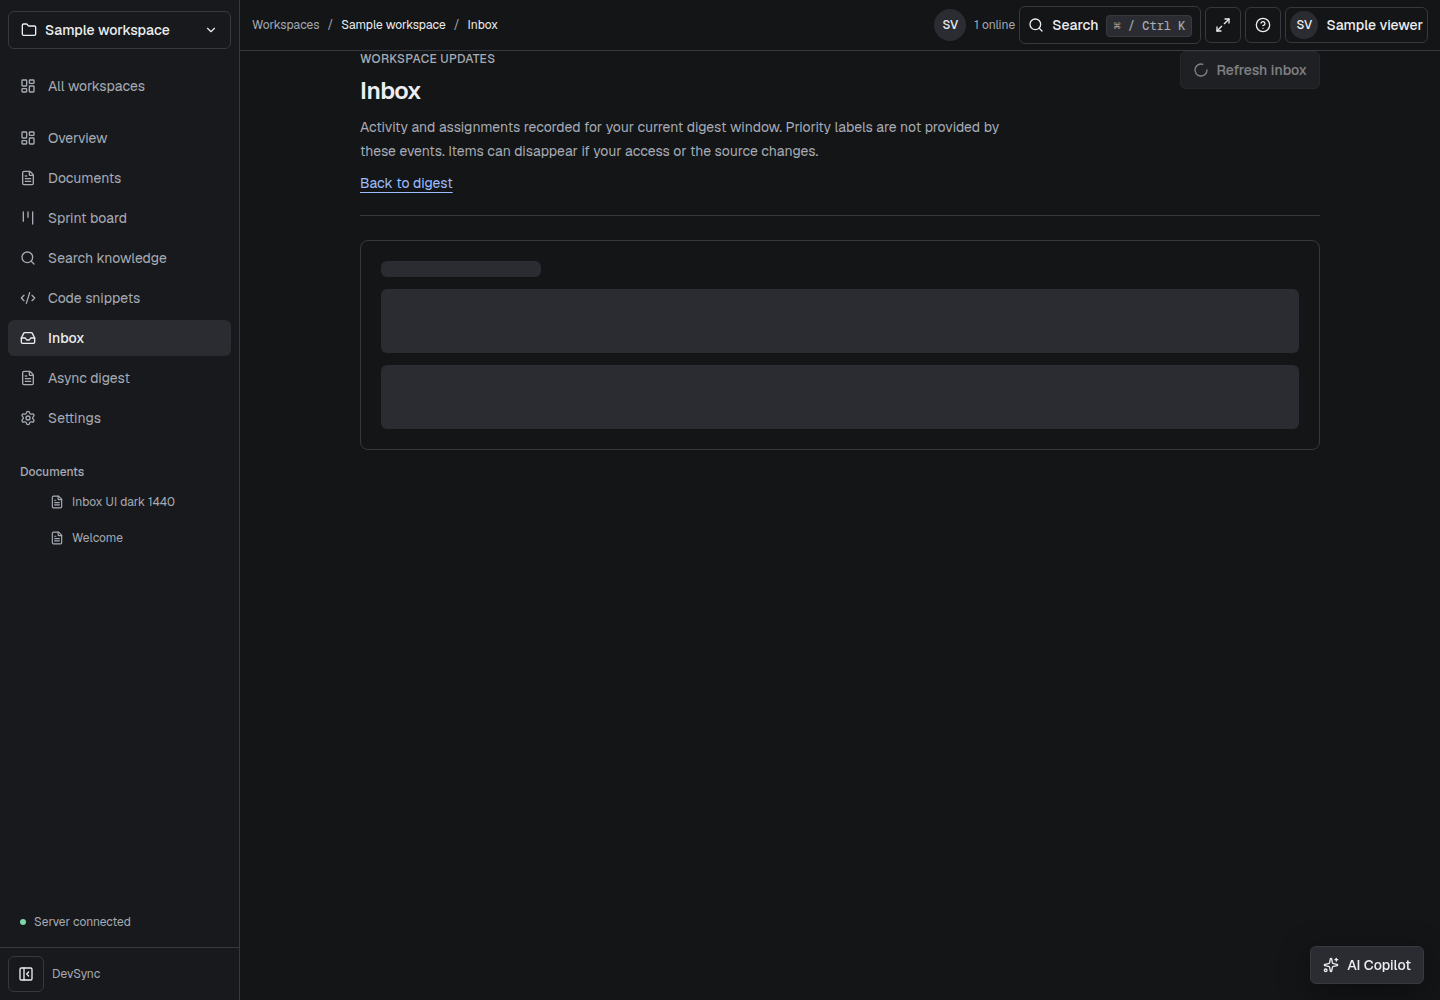 Sample workspace
All workspaces
Overview
Documents
Sprint board
Search knowledge
Code snippets
Inbox
Async digest
Settings
Documents
Inbox UI dark 1440
Welcome
Server connected
DevSync
Workspaces / Sample workspace / Inbox
SV 1 online
Search ⌘ / Ctrl K
SV Sample viewer
WORKSPACE UPDATES
Refresh inbox
Inbox
Activity and assignments recorded for your current digest window. Priority labels are not provided by
these events. Items can disappear if your access or the source changes.
Back to digest
AI Copilot